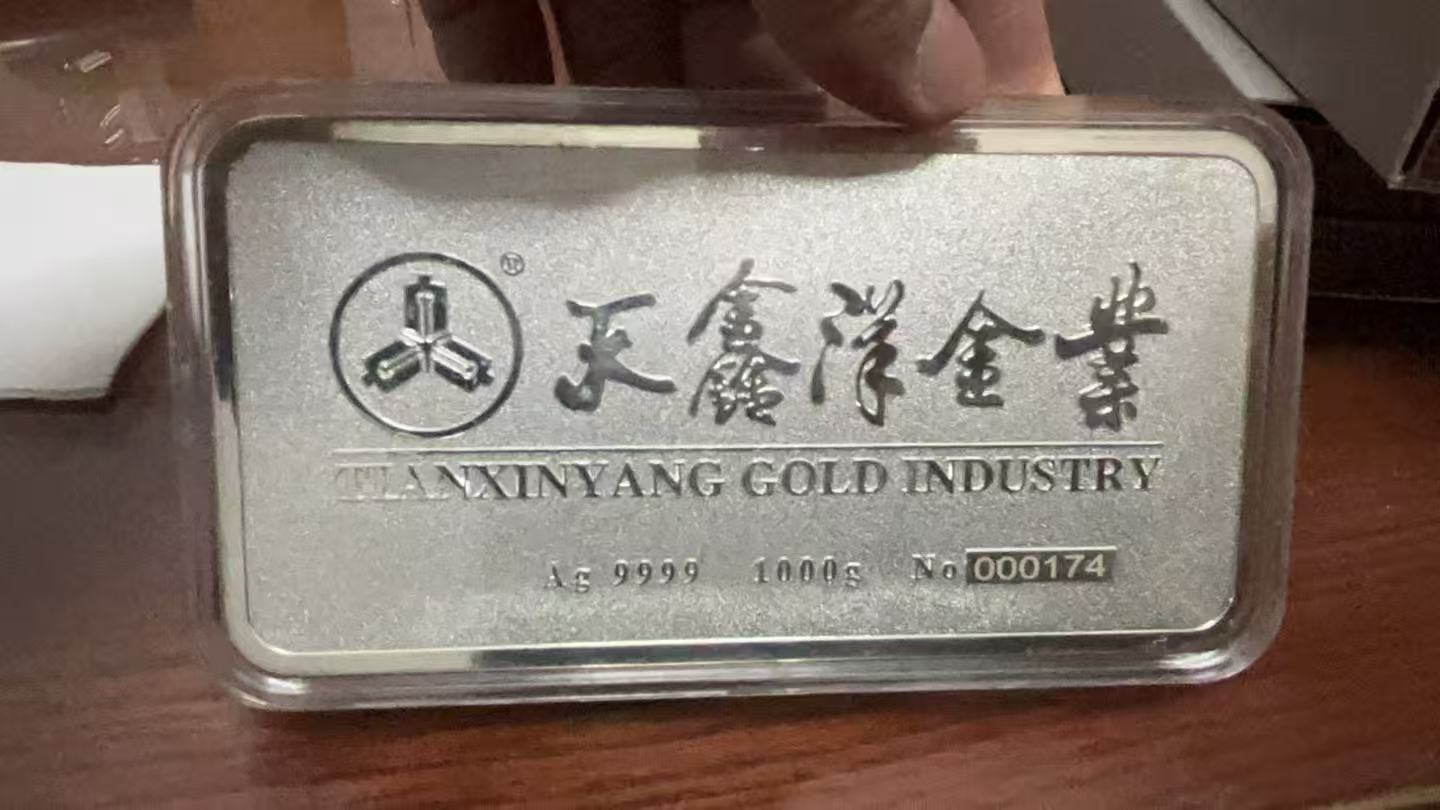 天鑫洋金業
TIANXINYANG GOLD INDUSTRY
Ag 9999 1000g No 000174